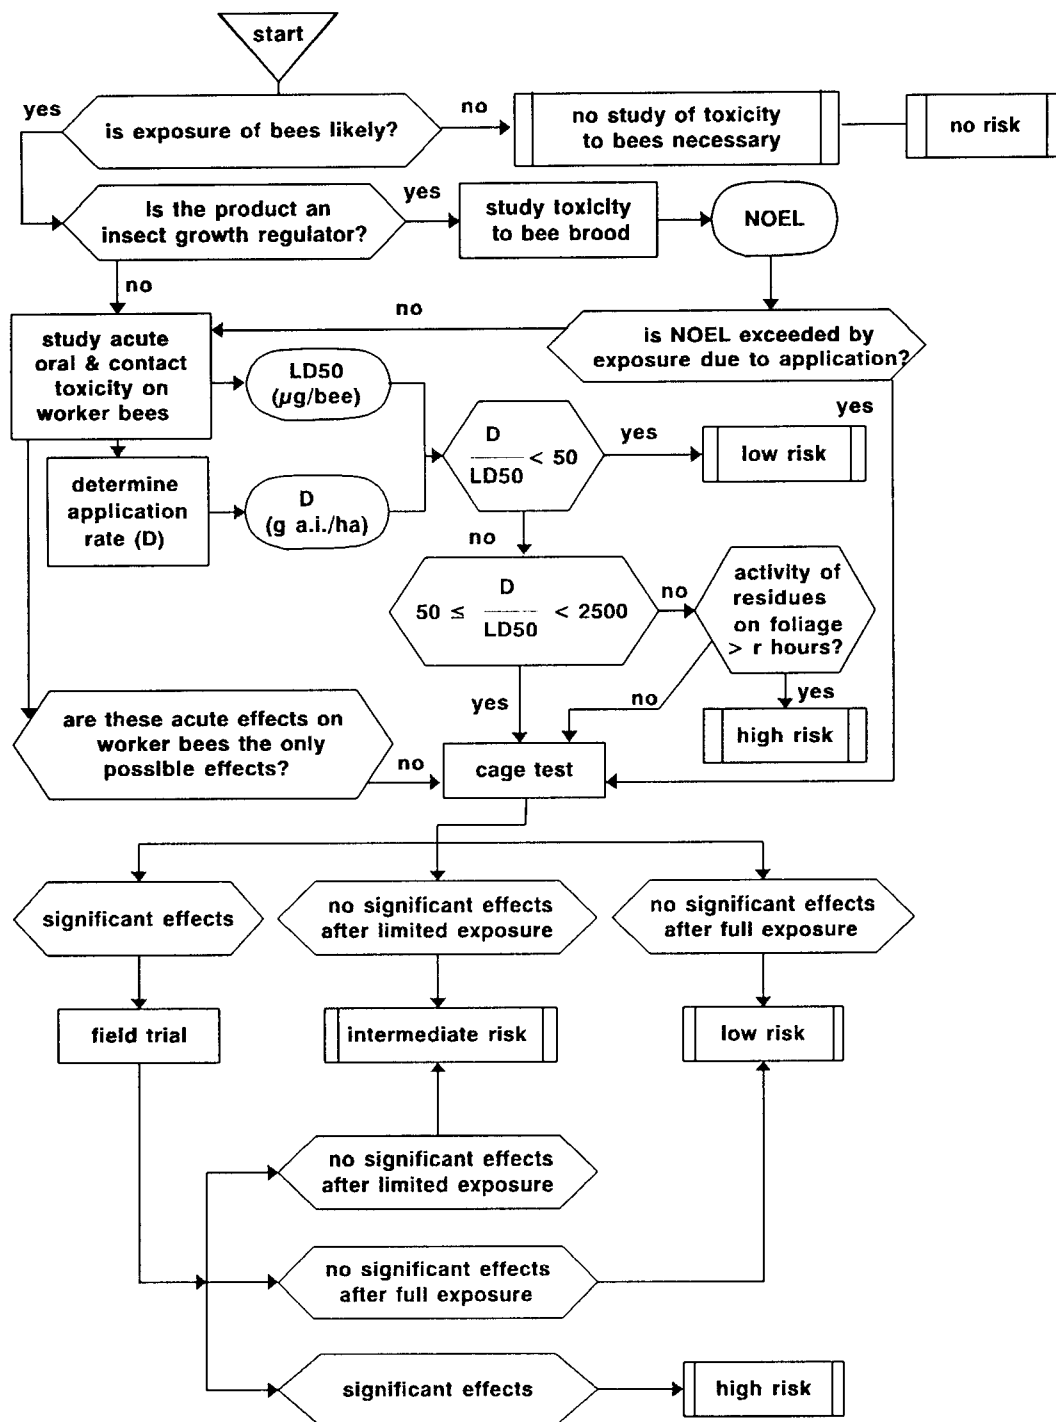 start
yes
is exposure of bees likely?
no
no study of toxicity
to bees necessary
no risk
is the product an
insect growth regulator?
yes
study toxicity
to bee brood
NOEL
no
no
is NOEL exceeded by
exposure due to application?
yes
study acute
oral & contact
toxicity on
worker bees
LD50
(µg/bee)
D
LD50
< 50
yes
low risk
determine
application
rate (D)
D
(g a.i./ha)
no
50 ≤
D
LD50
< 2500
no
activity of
residues
on foliage
> r hours?
yes
no
yes
high risk
are these acute effects on
worker bees the only
possible effects?
no
cage test
significant effects
no significant effects
after limited exposure
no significant effects
after full exposure
field trial
intermediate risk
low risk
no significant effects
after limited exposure
no significant effects
after full exposure
significant effects
high risk